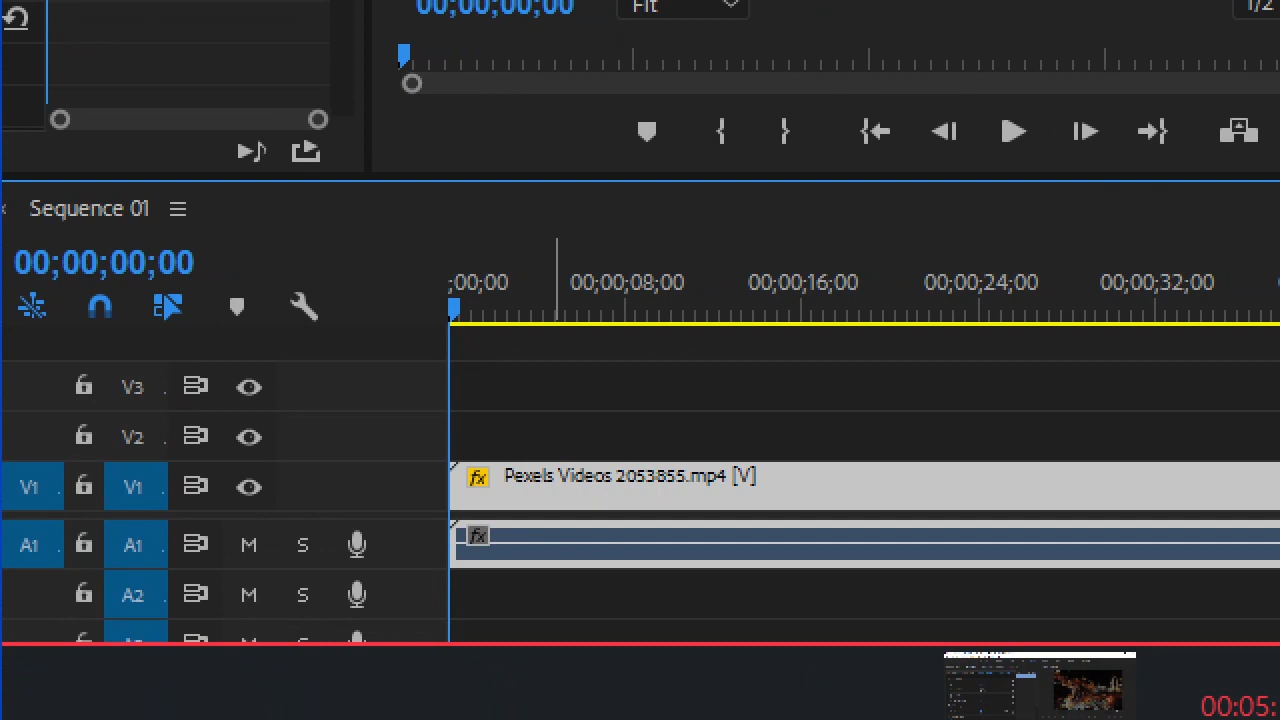 00;00;00;00 Fit 1/2
Sequence 01
00;00;00;00
;00;00 00;00;08;00 00;00;16;00 00;00;24;00 00;00;32;00
V3
V2
V1 V1 fx Pexels Videos 2053855.mp4 [V]
A1 A1 M S fx
A2 M S
00:05: